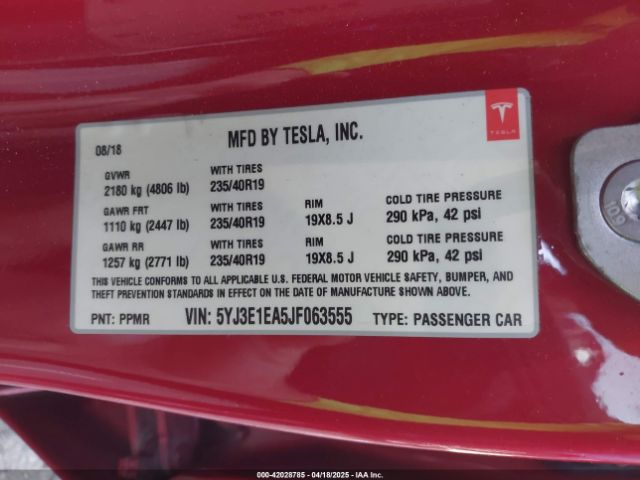 MFD BY TESLA, INC.
TESLA
08/18
GVWR WITH TIRES
2180 kg (4806 lb) 235/40R19
GAWR FRT WITH TIRES RIM COLD TIRE PRESSURE
1110 kg (2447 lb) 235/40R19 19X8.5 J 290 kPa, 42 psi
GAWR RR WITH TIRES RIM COLD TIRE PRESSURE
1257 kg (2771 lb) 235/40R19 19X8.5 J 290 kPa, 42 psi
THIS VEHICLE CONFORMS TO ALL APPLICABLE U.S. FEDERAL MOTOR VEHICLE SAFETY, BUMPER, AND
THEFT PREVENTION STANDARDS IN EFFECT ON THE DATE OF MANUFACTURE SHOWN ABOVE.
PNT: PPMR VIN: 5YJ3E1EA5JF063555 TYPE: PASSENGER CAR
000-42028785 - 04/18/2025 - IAA Inc.